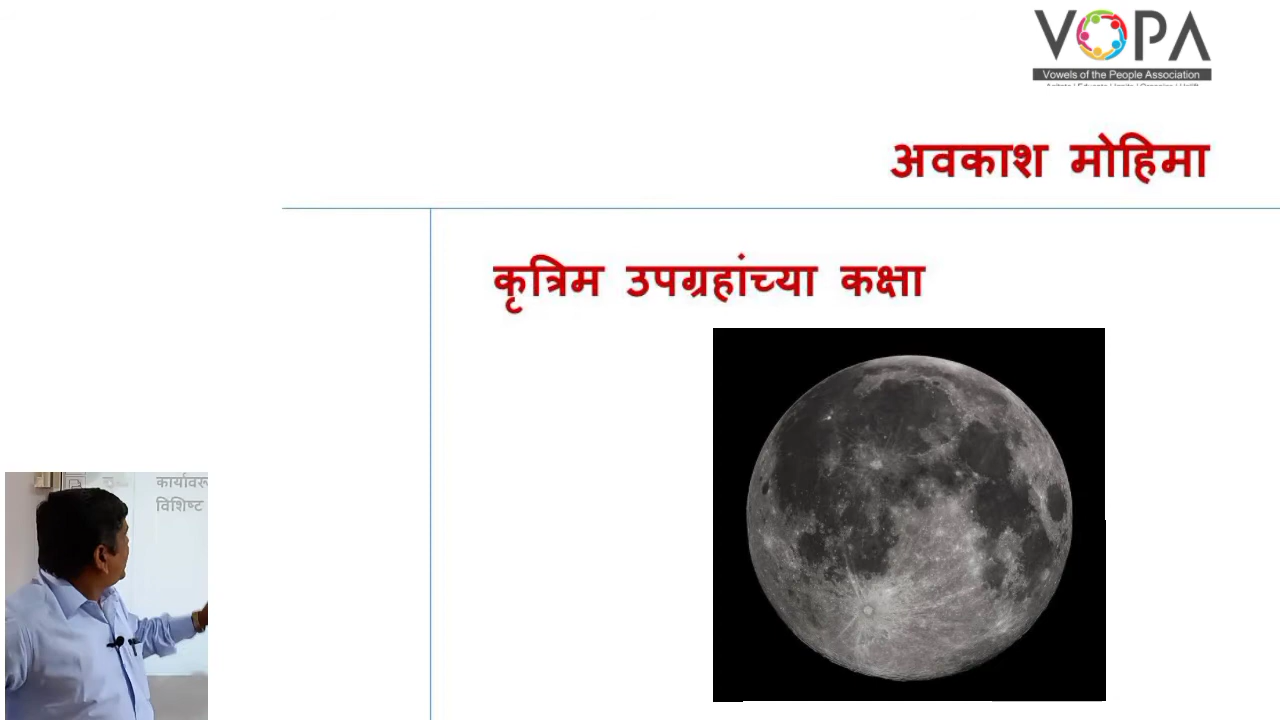 VOPA
Vowels of the People Association
अवकाश मोहिमा
कृत्रिम उपग्रहांच्या कक्षा
विशिष्ट